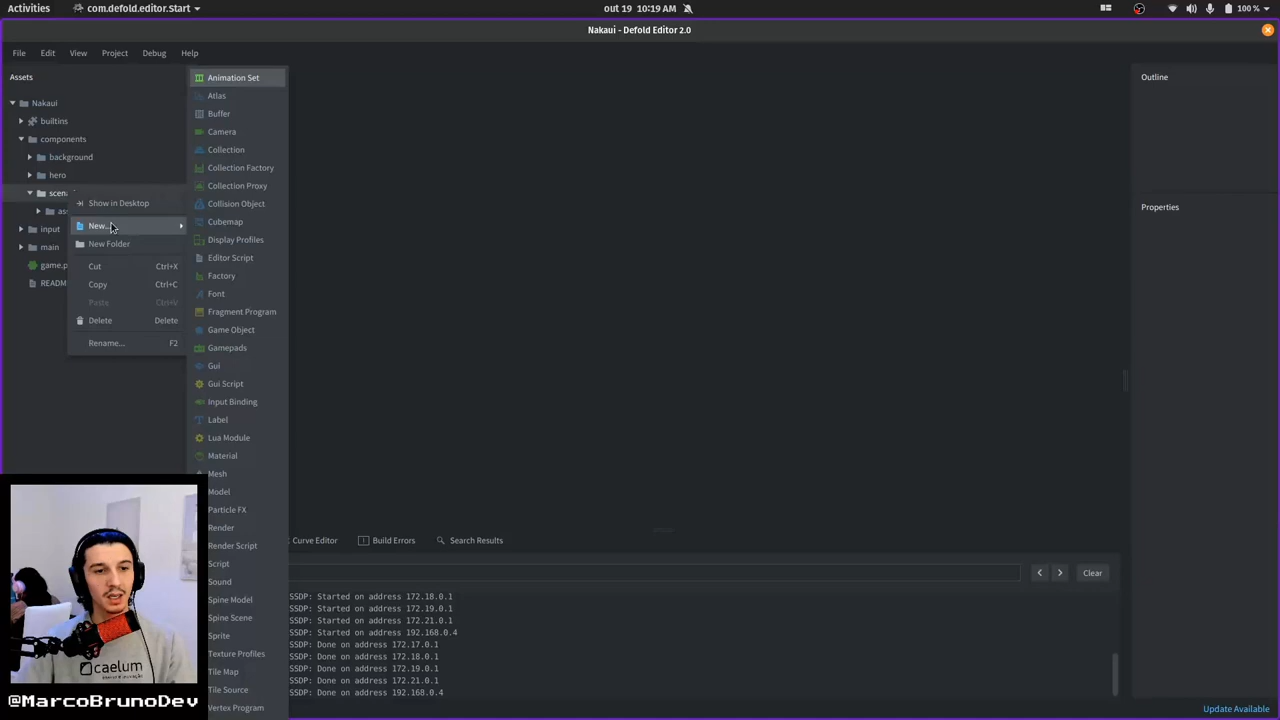 Activities
com.defold.editor.Start
out 19 10:19 AM
100 %
Nakaui - Defold Editor 2.0
File Edit View Project Debug Help
Assets
Nakaui
builtins
components
background
hero
input
main
Show in Desktop
New...
New Folder
Cut Ctrl+X
Copy Ctrl+C
Paste Ctrl+V
Delete Delete
Rename... F2
Animation Set
Atlas
Buffer
Camera
Collection
Collection Factory
Collection Proxy
Collision Object
Cubemap
Display Profiles
Editor Script
Factory
Font
Fragment Program
Game Object
Gamepads
Gui
Gui Script
Input Binding
Label
Lua Module
Material
Mesh
Model
Particle FX
Render
Render Script
Script
Sound
Spine Model
Spine Scene
Sprite
Texture Profiles
Tile Map
Tile Source
Vertex Program
Outline
Properties
Curve Editor Build Errors Search Results
Clear
SSDP: Started on address 172.18.0.1
SSDP: Started on address 172.19.0.1
SSDP: Started on address 172.21.0.1
SSDP: Started on address 192.168.0.4
SSDP: Done on address 172.17.0.1
SSDP: Done on address 172.18.0.1
SSDP: Done on address 172.19.0.1
SSDP: Done on address 172.21.0.1
SSDP: Done on address 192.168.0.4
Update Available
caelum
@MarcoBrunoDev